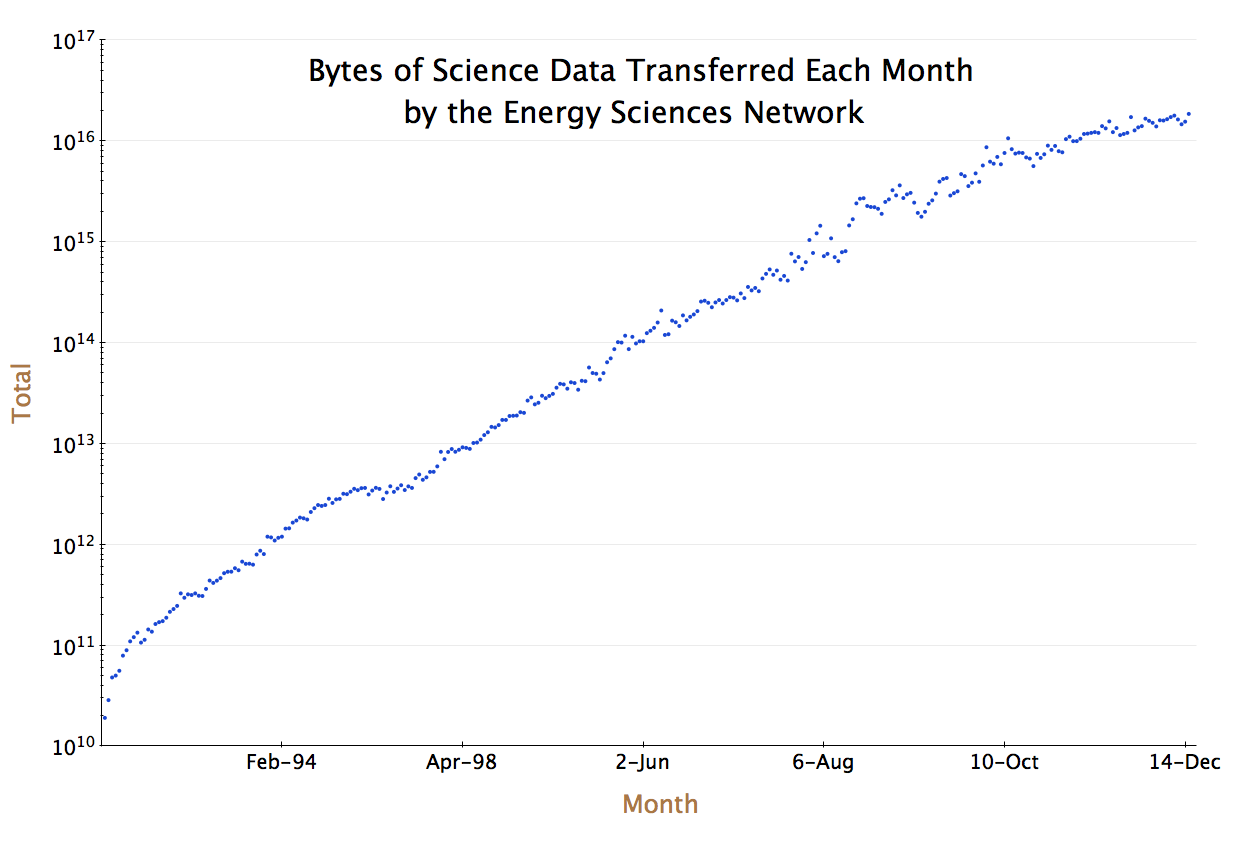 Bytes of Science Data Transferred Each Month
by the Energy Sciences Network
Total
10^17
10^16
10^15
10^14
10^13
10^12
10^11
10^10
Feb-94 Apr-98 2-Jun 6-Aug 10-Oct 14-Dec
Month